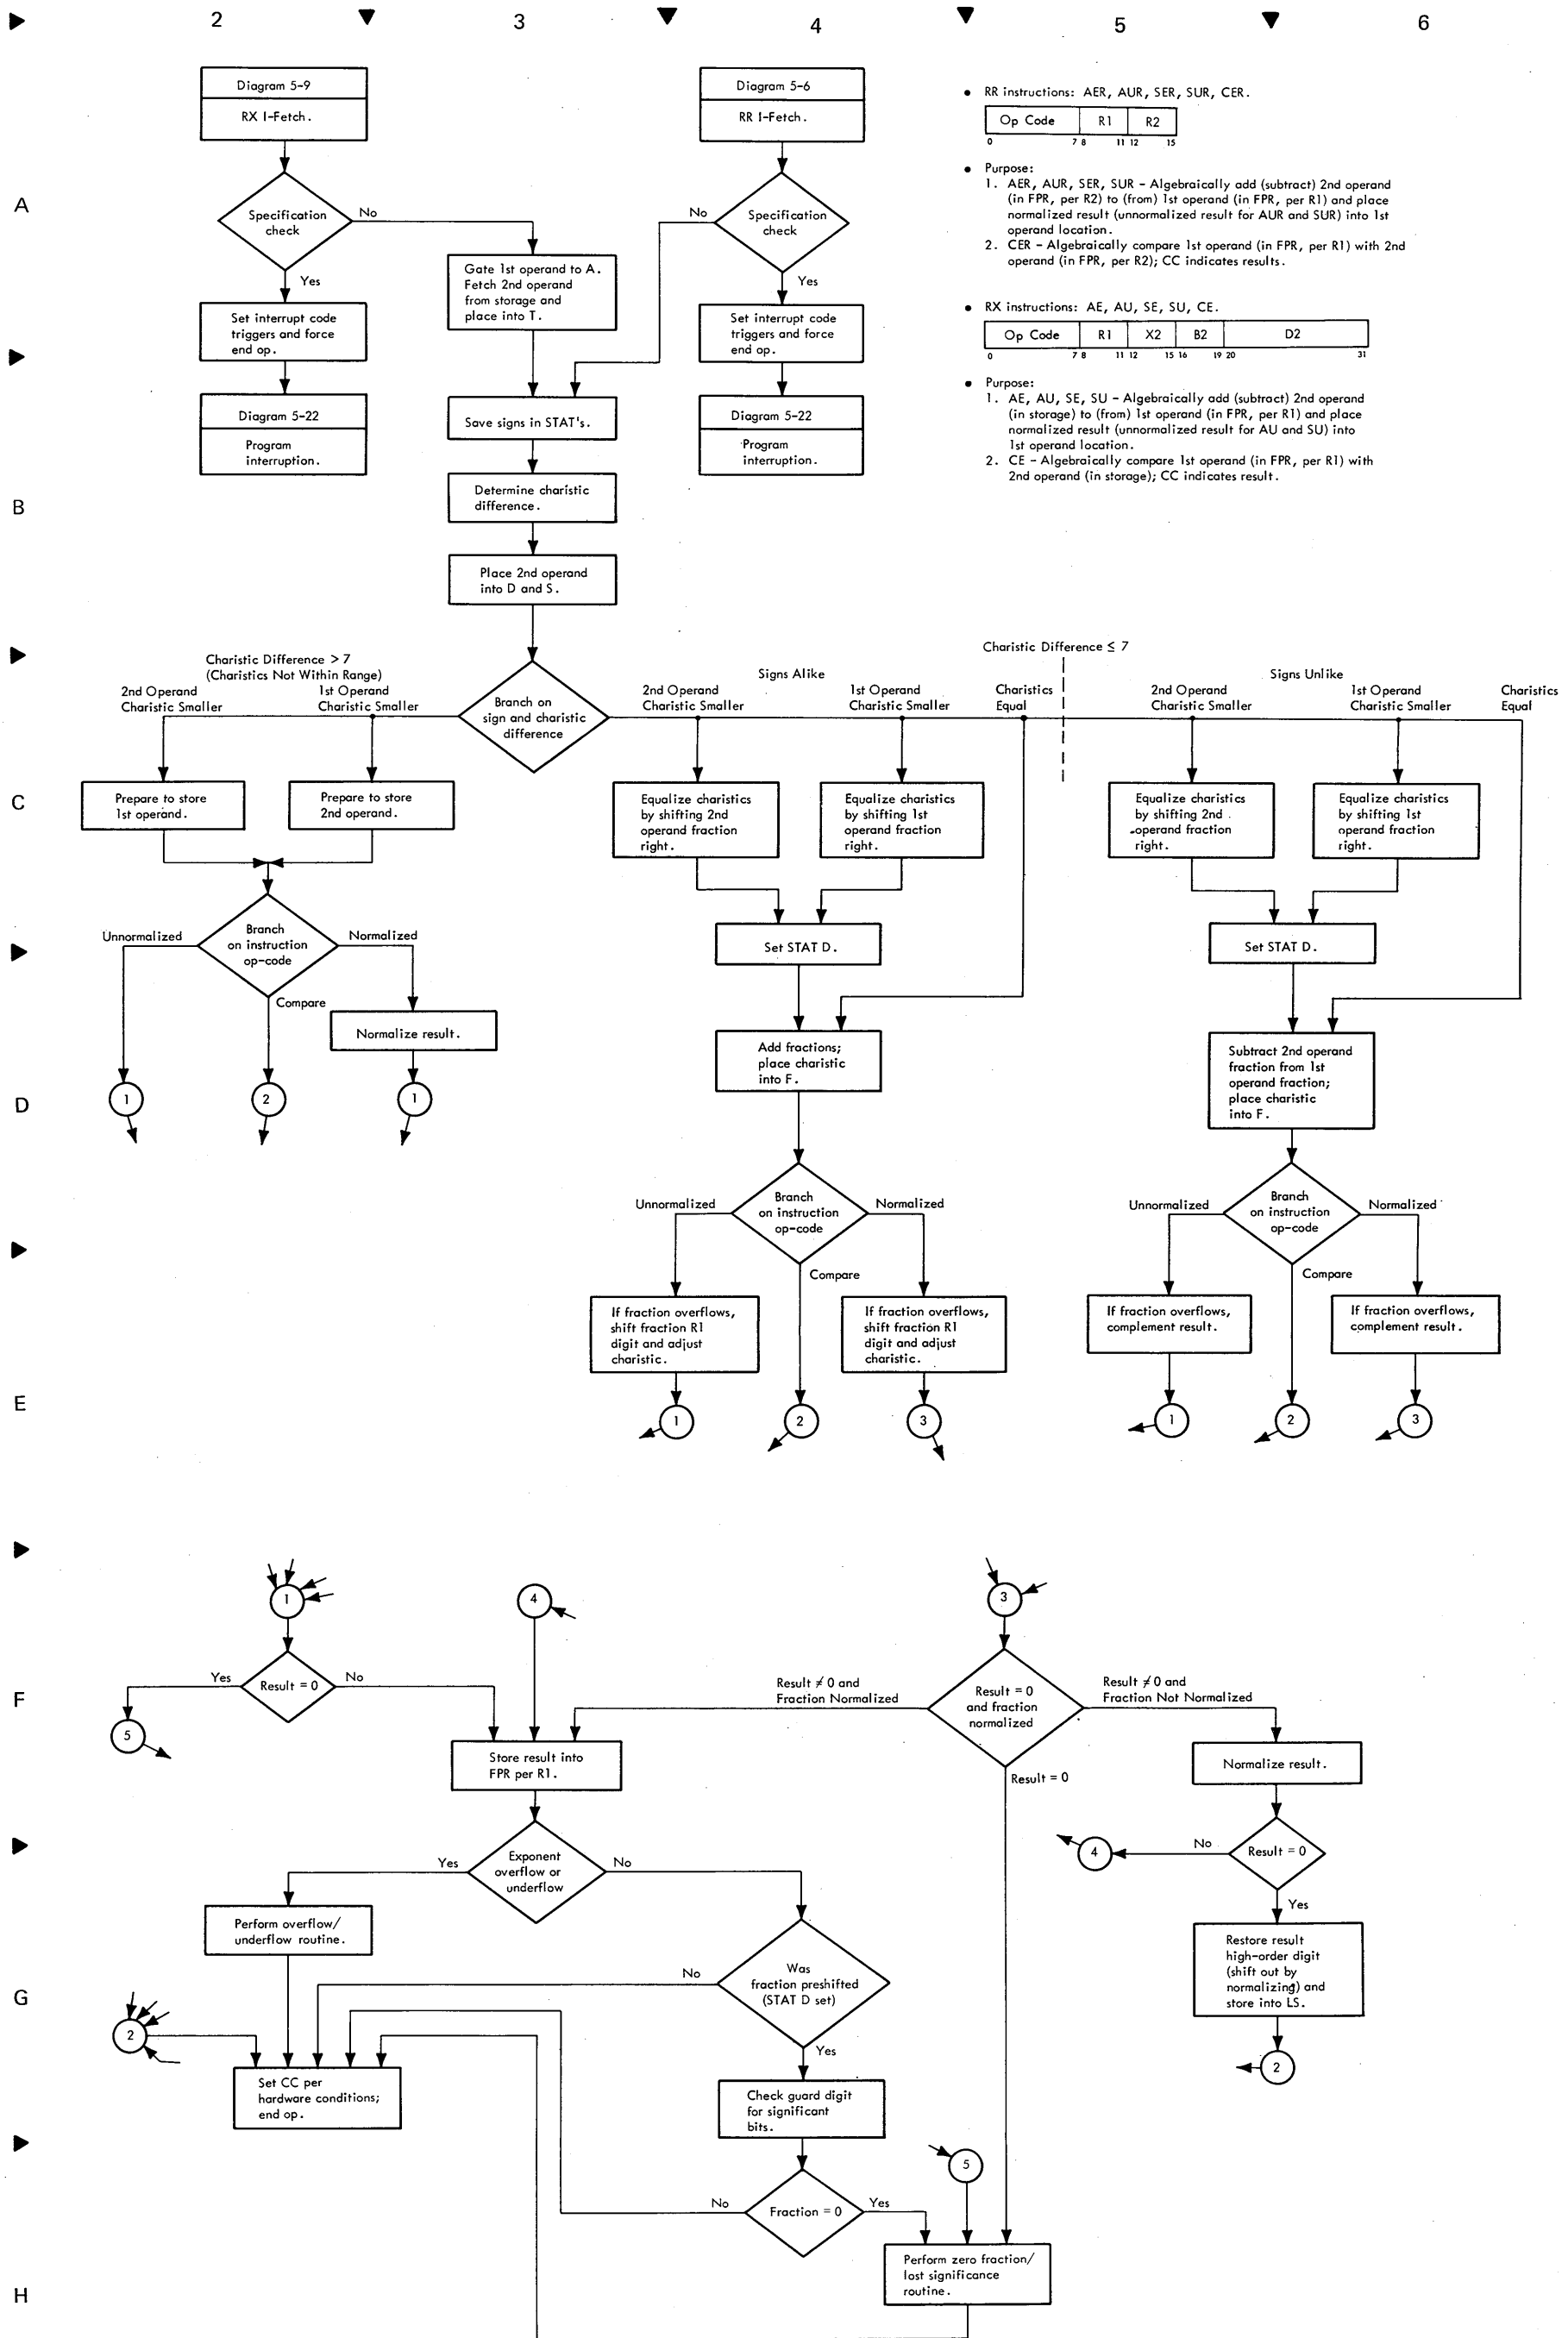 2 3 4 5 6
Diagram 5-9
RX I-Fetch.
Diagram 5-6
RR I-Fetch.
• RR instructions: AER, AUR, SER, SUR, CER.
Op Code R1 R2
0 7 8 11 12 15
A
Specification
check
No
Yes
Specification
check
No
Yes
• Purpose:
1. AER, AUR, SER, SUR - Algebraically add (subtract) 2nd operand
(in FPR, per R2) to (from) 1st operand (in FPR, per R1) and place
normalized result (unnormalized result for AUR and SUR) into 1st
operand location.
2. CER - Algebraically compare 1st operand (in FPR, per R1) with 2nd
operand (in FPR, per R2); CC indicates results.
Gate 1st operand to A.
Fetch 2nd operand
from storage and
place into T.
Set interrupt code
triggers and force
end op.
Set interrupt code
triggers and force
end op.
• RX instructions: AE, AU, SE, SU, CE.
Op Code R1 X2 B2 D2
0 7 8 11 12 15 16 19 20 31
Diagram 5-22
Program
interruption.
Save signs in STAT's.
Diagram 5-22
Program
interruption.
• Purpose:
1. AE, AU, SE, SU - Algebraically add (subtract) 2nd operand
(in storage) to (from) 1st operand (in FPR, per R1) and place
normalized result (unnormalized result for AU and SU) into
1st operand location.
2. CE - Algebraically compare 1st operand (in FPR, per R1) with
2nd operand (in storage); CC indicates result.
B
Determine charistic
difference.
Place 2nd operand
into D and S.
Charistic Difference > 7
(Charistics Not Within Range)
2nd Operand
Charistic Smaller
1st Operand
Charistic Smaller
Branch on
sign and charistic
difference
Charistic Difference ≤ 7
Signs Alike
2nd Operand
Charistic Smaller
1st Operand
Charistic Smaller
Charistics
Equal
Signs Unlike
2nd Operand
Charistic Smaller
1st Operand
Charistic Smaller
Charistics
Equal
C
Prepare to store
1st operand.
Prepare to store
2nd operand.
Equalize charistics
by shifting 2nd
operand fraction
right.
Equalize charistics
by shifting 1st
operand fraction
right.
Equalize charistics
by shifting 2nd
operand fraction
right.
Equalize charistics
by shifting 1st
operand fraction
right.
Unnormalized
Branch
on instruction
op-code
Normalized
Compare
Set STAT D.
Set STAT D.
Normalize result.
D
1
2
1
Add fractions;
place charistic
into F.
Subtract 2nd operand
fraction from 1st
operand fraction;
place charistic
into F.
Unnormalized
Branch
on instruction
op-code
Normalized
Compare
Unnormalized
Branch
on instruction
op-code
Normalized
Compare
E
If fraction overflows,
shift fraction R1
digit and adjust
charistic.
If fraction overflows,
shift fraction R1
digit and adjust
charistic.
If fraction overflows,
complement result.
If fraction overflows,
complement result.
1
2
3
1
2
3
1
4
3
F
Yes
Result = 0
No
5
Result ≠ 0 and
Fraction Normalized
Result = 0
and fraction
normalized
Result ≠ 0 and
Fraction Not Normalized
Result = 0
Store result into
FPR per R1.
Normalize result.
Yes
Exponent
overflow or
underflow
No
4
No
Result = 0
Yes
G
Perform overflow/
underflow routine.
No
Was
fraction preshifted
(STAT D set)
Yes
Restore result
high-order digit
(shift out by
normalizing) and
store into LS.
2
2
Set CC per
hardware conditions;
end op.
Check guard digit
for significant
bits.
5
No
Fraction = 0
Yes
H
Perform zero fraction/
lost significance
routine.